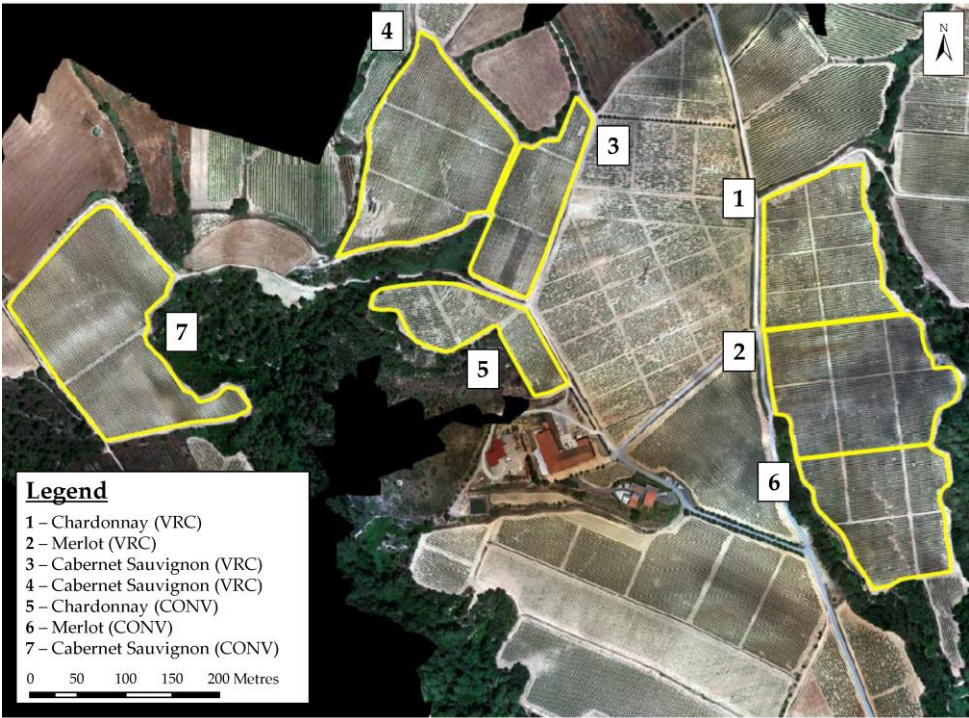 4
N
3
1
7
2
5
6
Legend
1 – Chardonnay (VRC)
2 – Merlot (VRC)
3 – Cabernet Sauvignon (VRC)
4 – Cabernet Sauvignon (VRC)
5 – Chardonnay (CONV)
6 – Merlot (CONV)
7 – Cabernet Sauvignon (CONV)
0 50 100 150 200 Metres